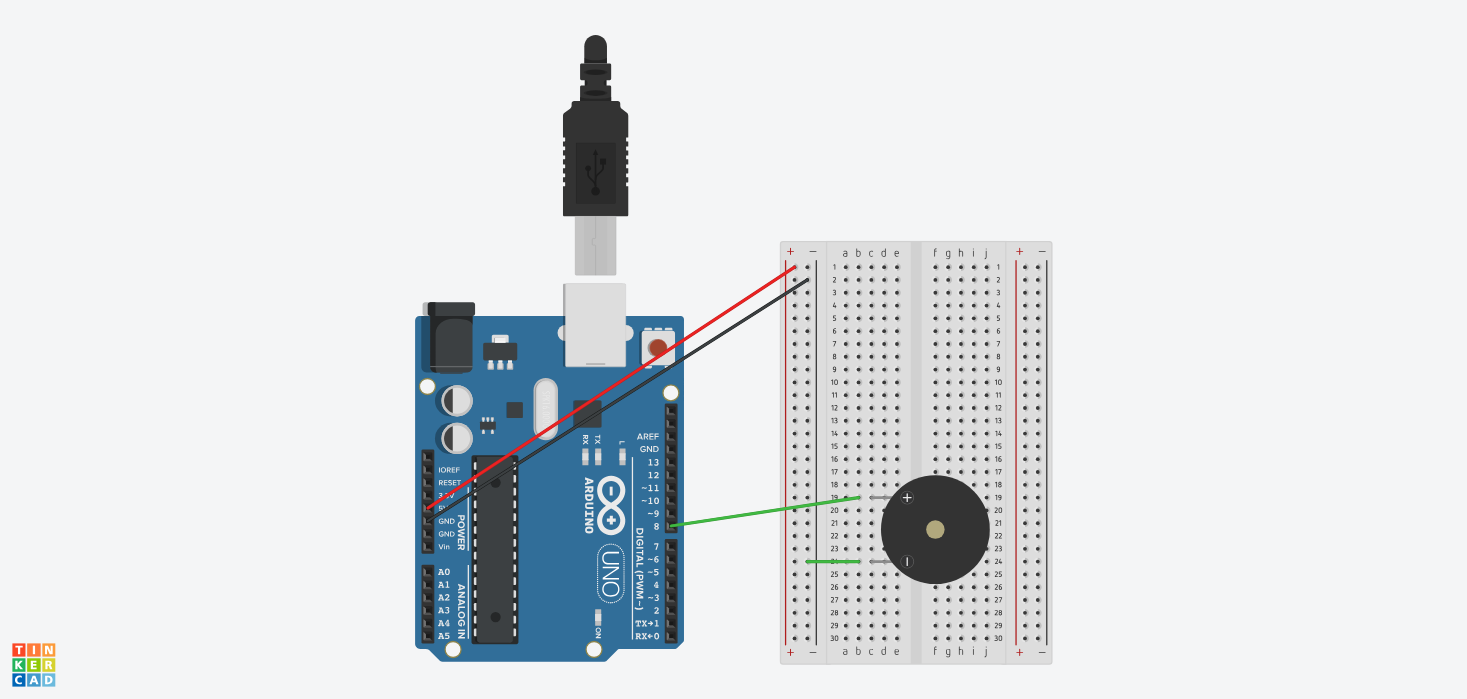 + − a b c d e f g h i j + −
1 1
2 2
3 3
4 4
5 5
6 6
7 7
8 8
9 9
10 10
11 11
12 12
13 13
14 14
15 15
16 16
17 17
18 18
19 19
20 20
21 21
22 22
23 23
24 24
25 25
26 26
27 27
28 28
29 29
30 30
+ − a b c d e f g h i j + −
IOREF
RESET
3.3V
5V
GND
GND
Vin
POWER
A0
A1
A2
A3
A4
A5
ANALOG IN
RX
TX
L
ARDUINO
UNO
ON
AREF
GND
13
12
~11
~10
~9
8
7
~6
~5
4
~3
2
TX→1
RX←0
DIGITAL (PWM~)
+
−
TIN
KER
CAD